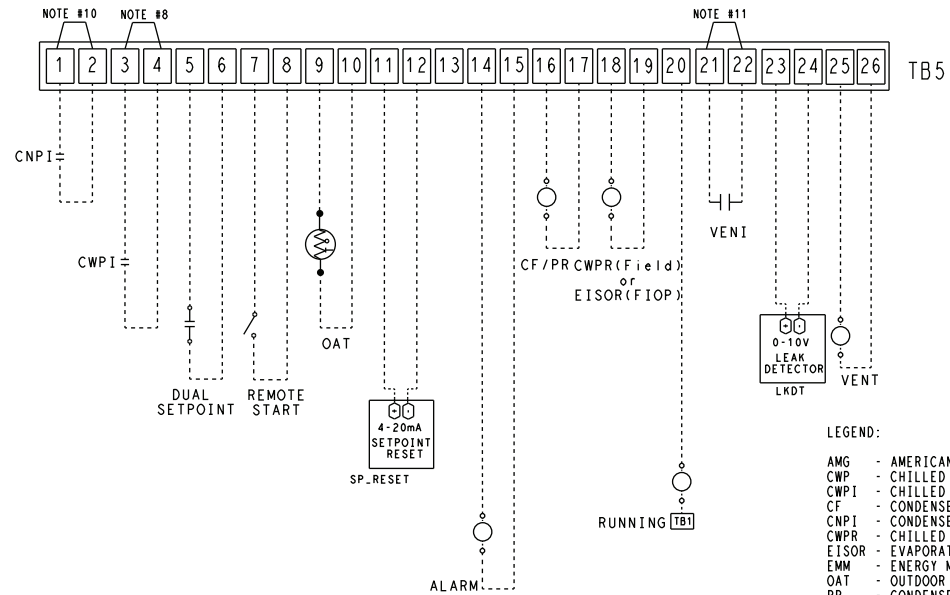 NOTE #10 NOTE #8 NOTE #11
1 2 3 4 5 6 7 8 9 10 11 12 13 14 15 16 17 18 19 20 21 22 23 24 25 26 TB5
CNPI
CWPI
DUAL
SETPOINT
REMOTE
START
OAT
+ -
4-20mA
SETPOINT
RESET
SP_RESET
ALARM
CF/PR
CWPR(Field)
or
EISOR(FIOP)
RUNNING TB1
VENI
+ -
0-10V
LEAK
DETECTOR
LKDT
VENT
LEGEND:
AMG - AMERICAN
CWP - CHILLED
CWPI - CHILLED
CF - CONDENSE
CNPI - CONDENSE
CWPR - CHILLED
EISOR - EVAPORAT
EMM - ENERGY M
OAT - OUTDOOR